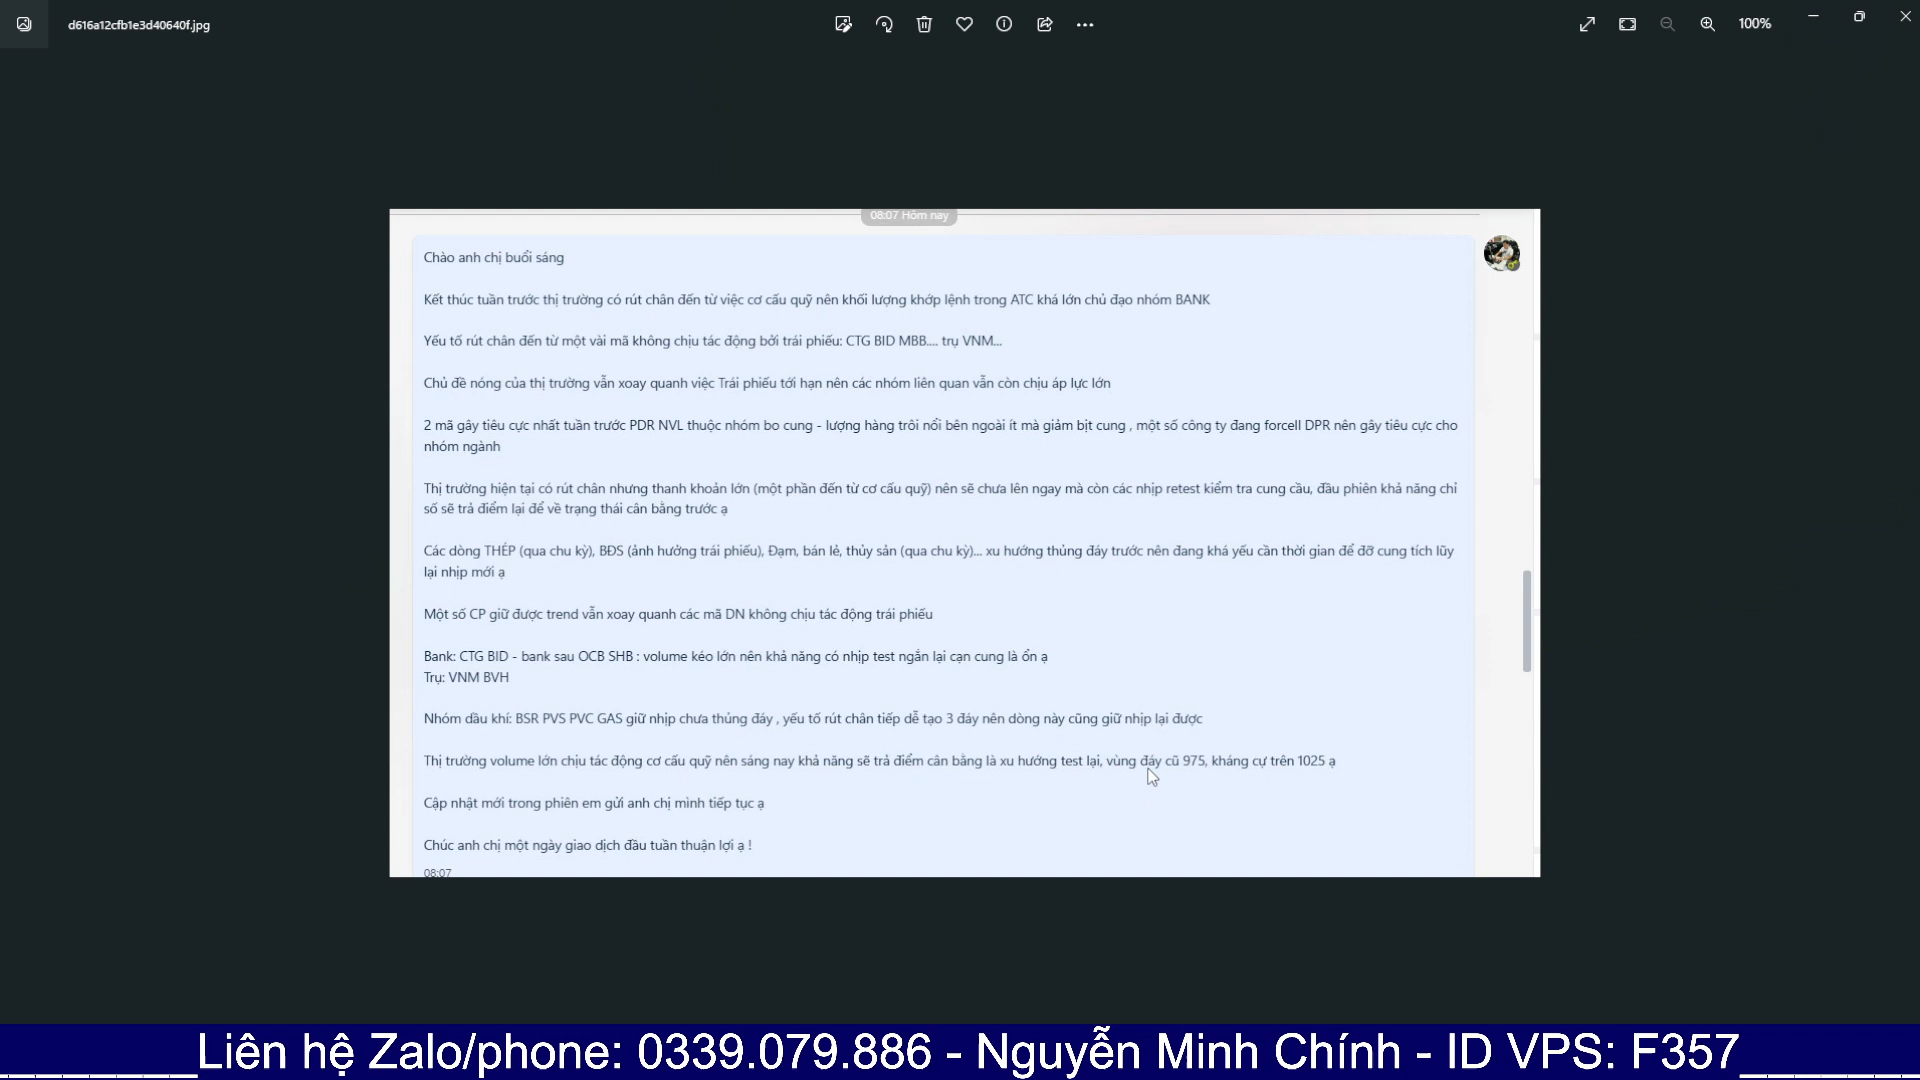 d616a12cfb1e3d40640f.jpg
100%
08:07 Hôm nay
Chào anh chị buổi sáng
Kết thúc tuần trước thị trường có rút chân đến từ việc cơ cấu quỹ nên khối lượng khớp lệnh trong ATC khá lớn chủ đạo nhóm BANK
Yếu tố rút chân đến từ một vài mã không chịu tác động bởi trái phiếu: CTG BID MBB.... trụ VNM...
Chủ đề nóng của thị trường vẫn xoay quanh việc Trái phiếu tới hạn nên các nhóm liên quan vẫn còn chịu áp lực lớn
2 mã gây tiêu cực nhất tuần trước PDR NVL thuộc nhóm bo cung - lượng hàng trôi nổi bên ngoài ít mà giảm bịt cung , một số công ty đang forcell DPR nên gây tiêu cực cho
nhóm ngành
Thị trường hiện tại có rút chân nhưng thanh khoản lớn (một phần đến từ cơ cấu quỹ) nên sẽ chưa lên ngay mà còn các nhịp retest kiểm tra cung cầu, đầu phiên khả năng chỉ
số sẽ trả điểm lại để về trạng thái cân bằng trước ạ
Các dòng THÉP (qua chu kỳ), BĐS (ảnh hưởng trái phiếu), Đạm, bán lẻ, thủy sản (qua chu kỳ)... xu hướng thủng đáy trước nên đang khá yếu cần thời gian để đỡ cung tích lũy
lại nhịp mới ạ
Một số CP giữ được trend vẫn xoay quanh các mã DN không chịu tác động trái phiếu
Bank: CTG BID - bank sau OCB SHB : volume kéo lớn nên khả năng có nhịp test ngắn lại cạn cung là ổn ạ
Trụ: VNM BVH
Nhóm dầu khí: BSR PVS PVC GAS giữ nhịp chưa thủng đáy , yếu tố rút chân tiếp dễ tạo 3 đáy nên dòng này cũng giữ nhịp lại được
Thị trường volume lớn chịu tác động cơ cấu quỹ nên sáng nay khả năng sẽ trả điểm cân bằng là xu hướng test lại, vùng đáy cũ 975, kháng cự trên 1025 ạ
Cập nhật mới trong phiên em gửi anh chị mình tiếp tục ạ
Chúc anh chị một ngày giao dịch đầu tuần thuận lợi ạ !
08:07
________Liên hệ Zalo/phone: 0339.079.886 - Nguyễn Minh Chính - ID VPS: F357________